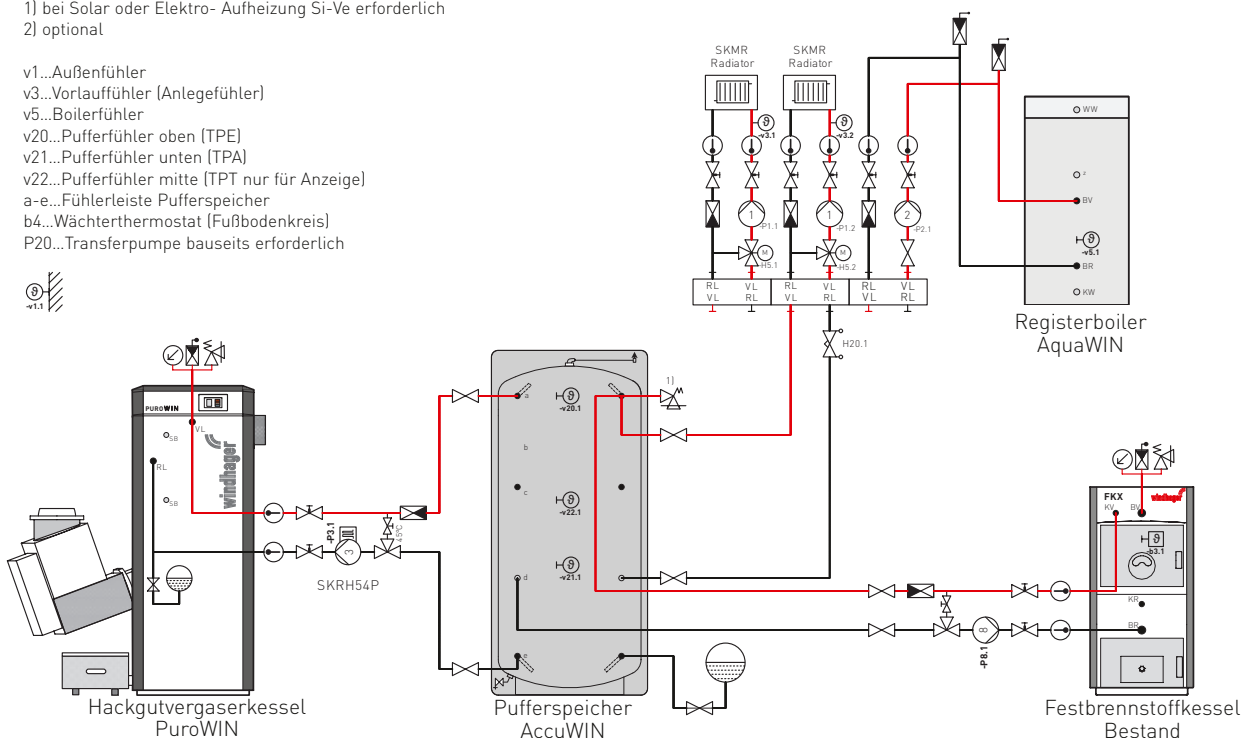 1) bei Solar oder Elektro- Aufheizung Si-Ve erforderlich
2) optional
v1...Außenfühler
v3...Vorlauffühler (Anlegefühler)
v5...Boilerfühler
v20...Pufferfühler oben (TPE)
v21...Pufferfühler unten (TPA)
v22...Pufferfühler mitte (TPT nur für Anzeige)
a-e...Fühlerleiste Pufferspeicher
b4...Wächterthermostat (Fußbodenkreis)
P20...Transferpumpe bauseits erforderlich
ϑ
-v1.1
SKMR
Radiator
SKMR
Radiator
ϑ
-v3.1
ϑ
-v3.2
1
-P1.1
1
-P1.2
2
-P2.1
M
-H5.1
M
-H5.2
RL VL RL VL RL VL
VL RL VL RL VL RL
H20.1
WW
2
BV
ϑ
-v5.1
BR
KW
Registerboiler
AquaWIN
PUROWIN
VL
SB
RL
SB
windhager
-P3.1
3
45°C
SKRH54P
Hackgutvergaserkessel
PuroWIN
1)
a
ϑ
-v20.1
b
c
ϑ
-v22.1
ϑ
-v21.1
d
e
Pufferspeicher
AccuWIN
8
-P8.1
FKX
windhager
KV
BV
ϑ
-b3.1
KR
BR
Festbrennstoffkessel
Bestand